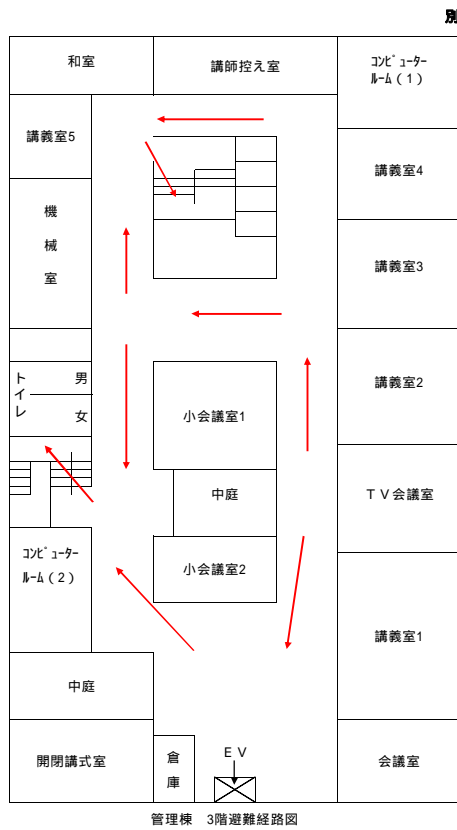 別
和室
講師控え室
コンピューター
ルーム(1)
講義室5
講義室4
機
械
室
講義室3
講義室2
トイレ
男
女
小会議室1
中庭
TV会議室
コンピューター
ルーム(2)
小会議室2
講義室1
中庭
開閉講式室
倉
庫
EV
会議室
管理棟 3階避難経路図